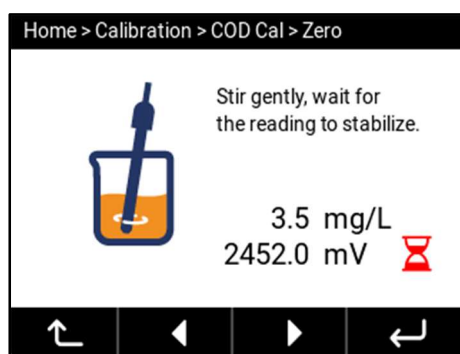 Home > Calibration > COD Cal > Zero
Stir gently, wait for
the reading to stabilize.
3.5 mg/L
2452.0 mV